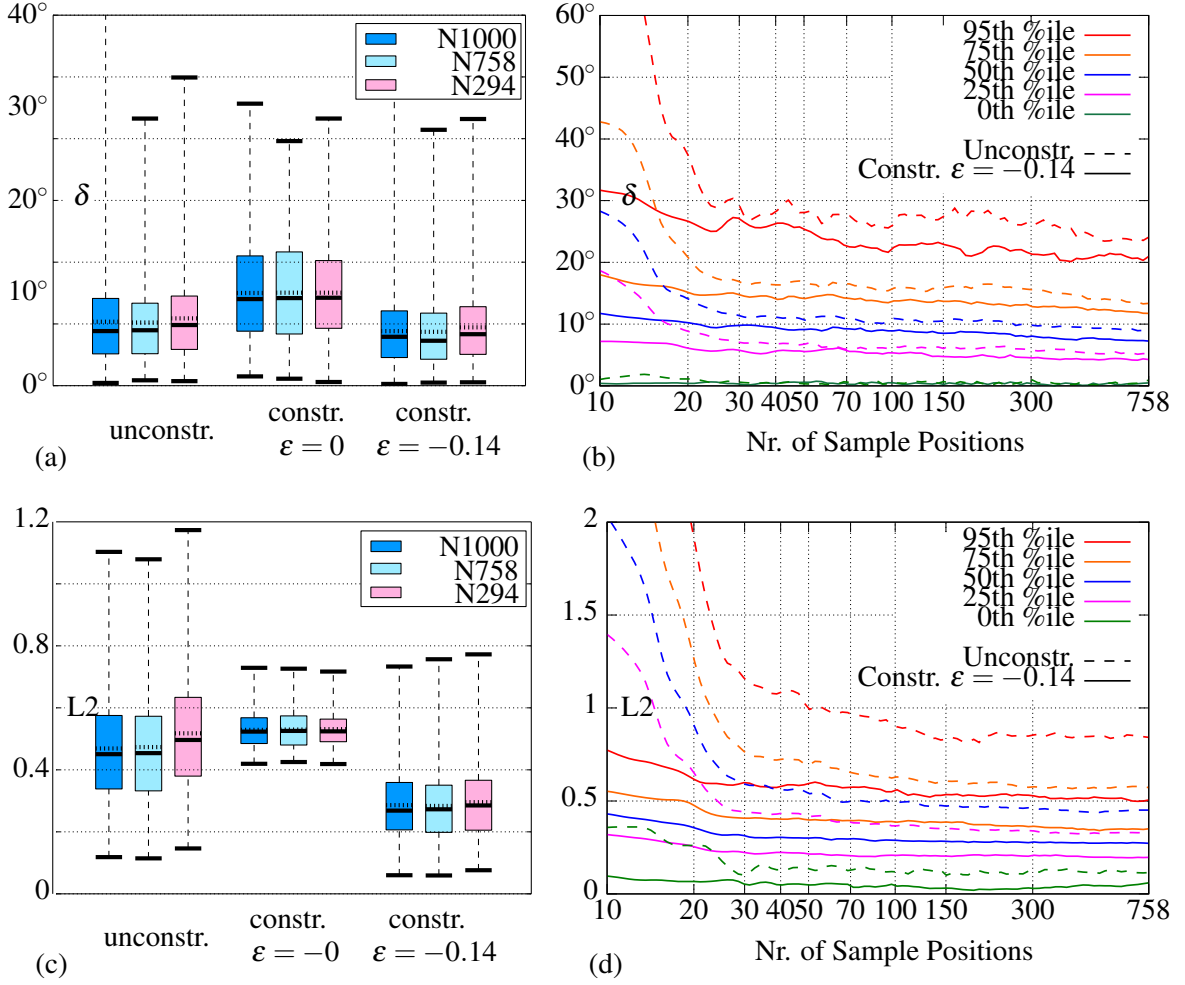 40°
30°
20°
10°
0°
δ
N1000
N758
N294
unconstr.
constr.
ε = 0
constr.
ε = −0.14
(a)
60°
50°
40°
30°
20°
10°
0°
δ
95th %ile
75th %ile
50th %ile
25th %ile
0th %ile
Unconstr.
Constr. ε = −0.14
10 20 30 40 50 70 100 150 300 758
Nr. of Sample Positions
(b)
1.2
0.8
0.4
0
L2
N1000
N758
N294
unconstr.
constr.
ε = −0
constr.
ε = −0.14
(c)
2
1.5
1
0.5
0
L2
95th %ile
75th %ile
50th %ile
25th %ile
0th %ile
Unconstr.
Constr. ε = −0.14
10 20 30 40 50 70 100 150 300 758
Nr. of Sample Positions
(d)